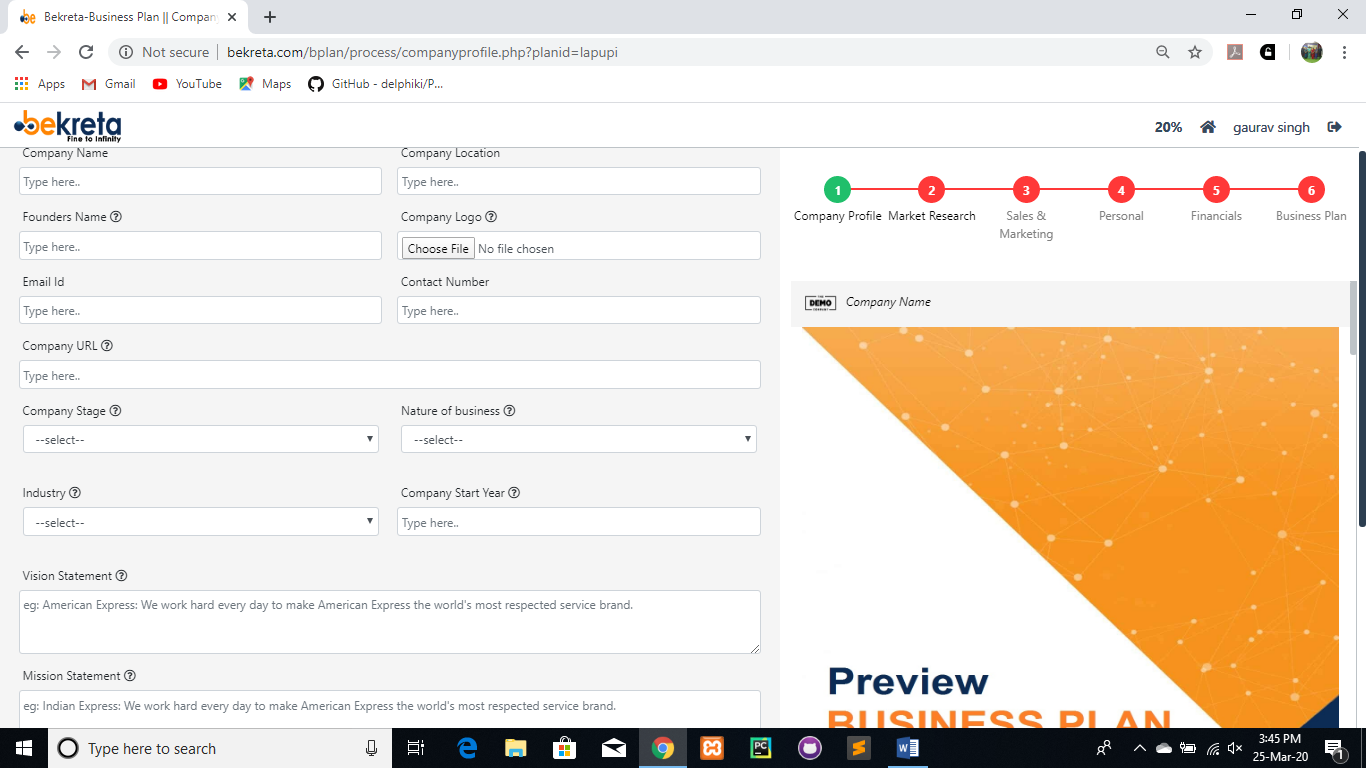 Bekreta-Business Plan || Company
Not secure | bekreta.com/bplan/process/companyprofile.php?planid=lapupi
Apps Gmail YouTube Maps GitHub - delphiki/P...
bekreta
Fine to Infinity
20% gaurav singh
Company Name Company Location
Type here.. Type here..
Founders Name Company Logo
Type here.. Choose File No file chosen
Email Id Contact Number
Type here.. Type here..
Company URL
Type here..
Company Stage Nature of business
--select-- --select--
Industry Company Start Year
--select-- Type here..
Vision Statement
eg: American Express: We work hard every day to make American Express the world's most respected service brand.
Mission Statement
eg: Indian Express: We work hard every day to make American Express the world's most respected service brand.
1 2 3 4 5 6
Company Profile Market Research Sales & Personal Financials Business Plan
Marketing
DEMO Company Name
Preview
BUSINESS PLAN
Type here to search
PC
W
3:45 PM
25-Mar-20
1